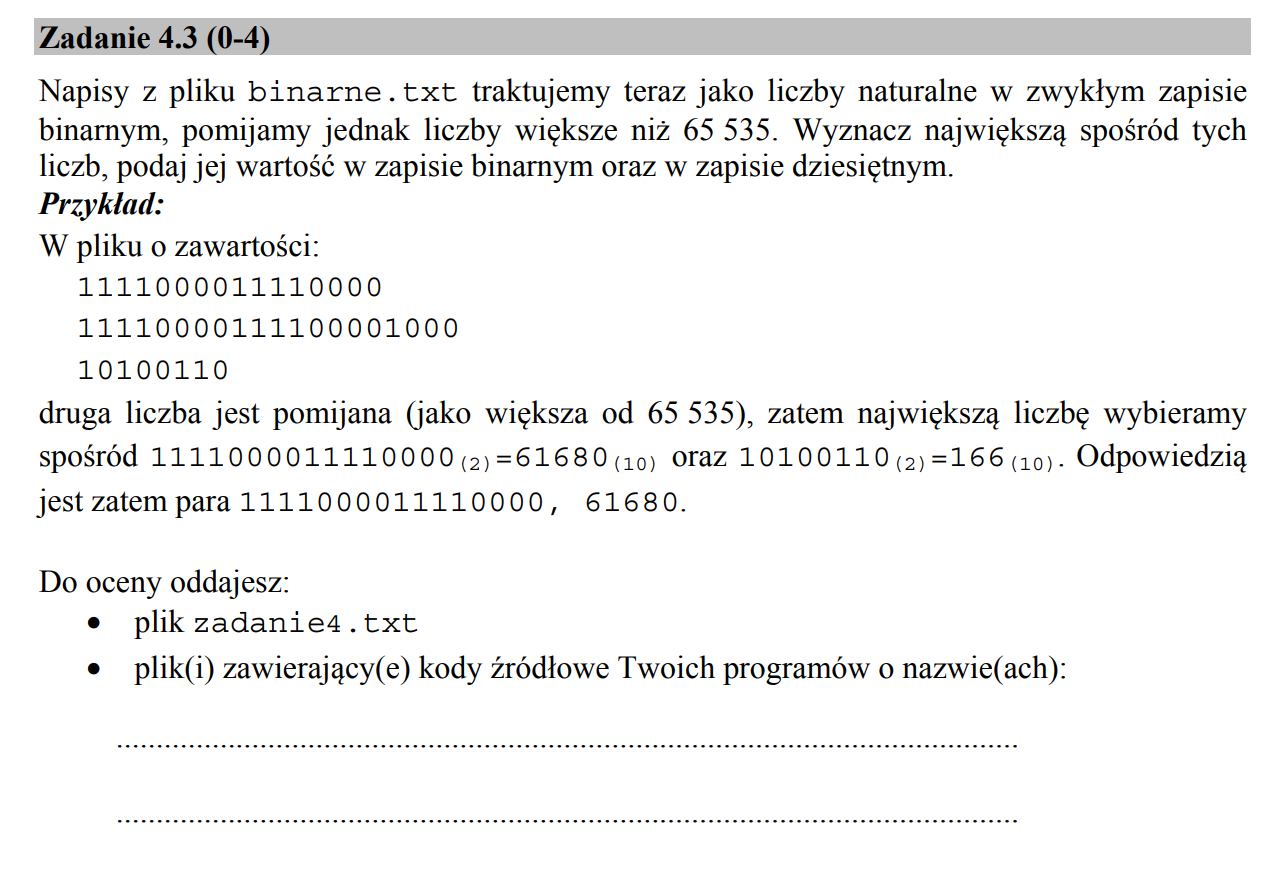 Zadanie 4.3 (0-4)
Napisy z pliku binarne.txt traktujemy teraz jako liczby naturalne w zwykłym zapisie
binarnym, pomijamy jednak liczby większe niż 65 535. Wyznacz największą spośród tych
liczb, podaj jej wartość w zapisie binarnym oraz w zapisie dziesiętnym.
Przykład:
W pliku o zawartości:
1111000011110000
11110000111100001000
10100110
druga liczba jest pomijana (jako większa od 65 535), zatem największą liczbę wybieramy
spośród 1111000011110000(2)=61680(10) oraz 10100110(2)=166(10). Odpowiedzią
jest zatem para 1111000011110000, 61680.
Do oceny oddajesz:
• plik zadanie4.txt
• plik(i) zawierający(e) kody źródłowe Twoich programów o nazwie(ach):
......................................................................................................................
......................................................................................................................